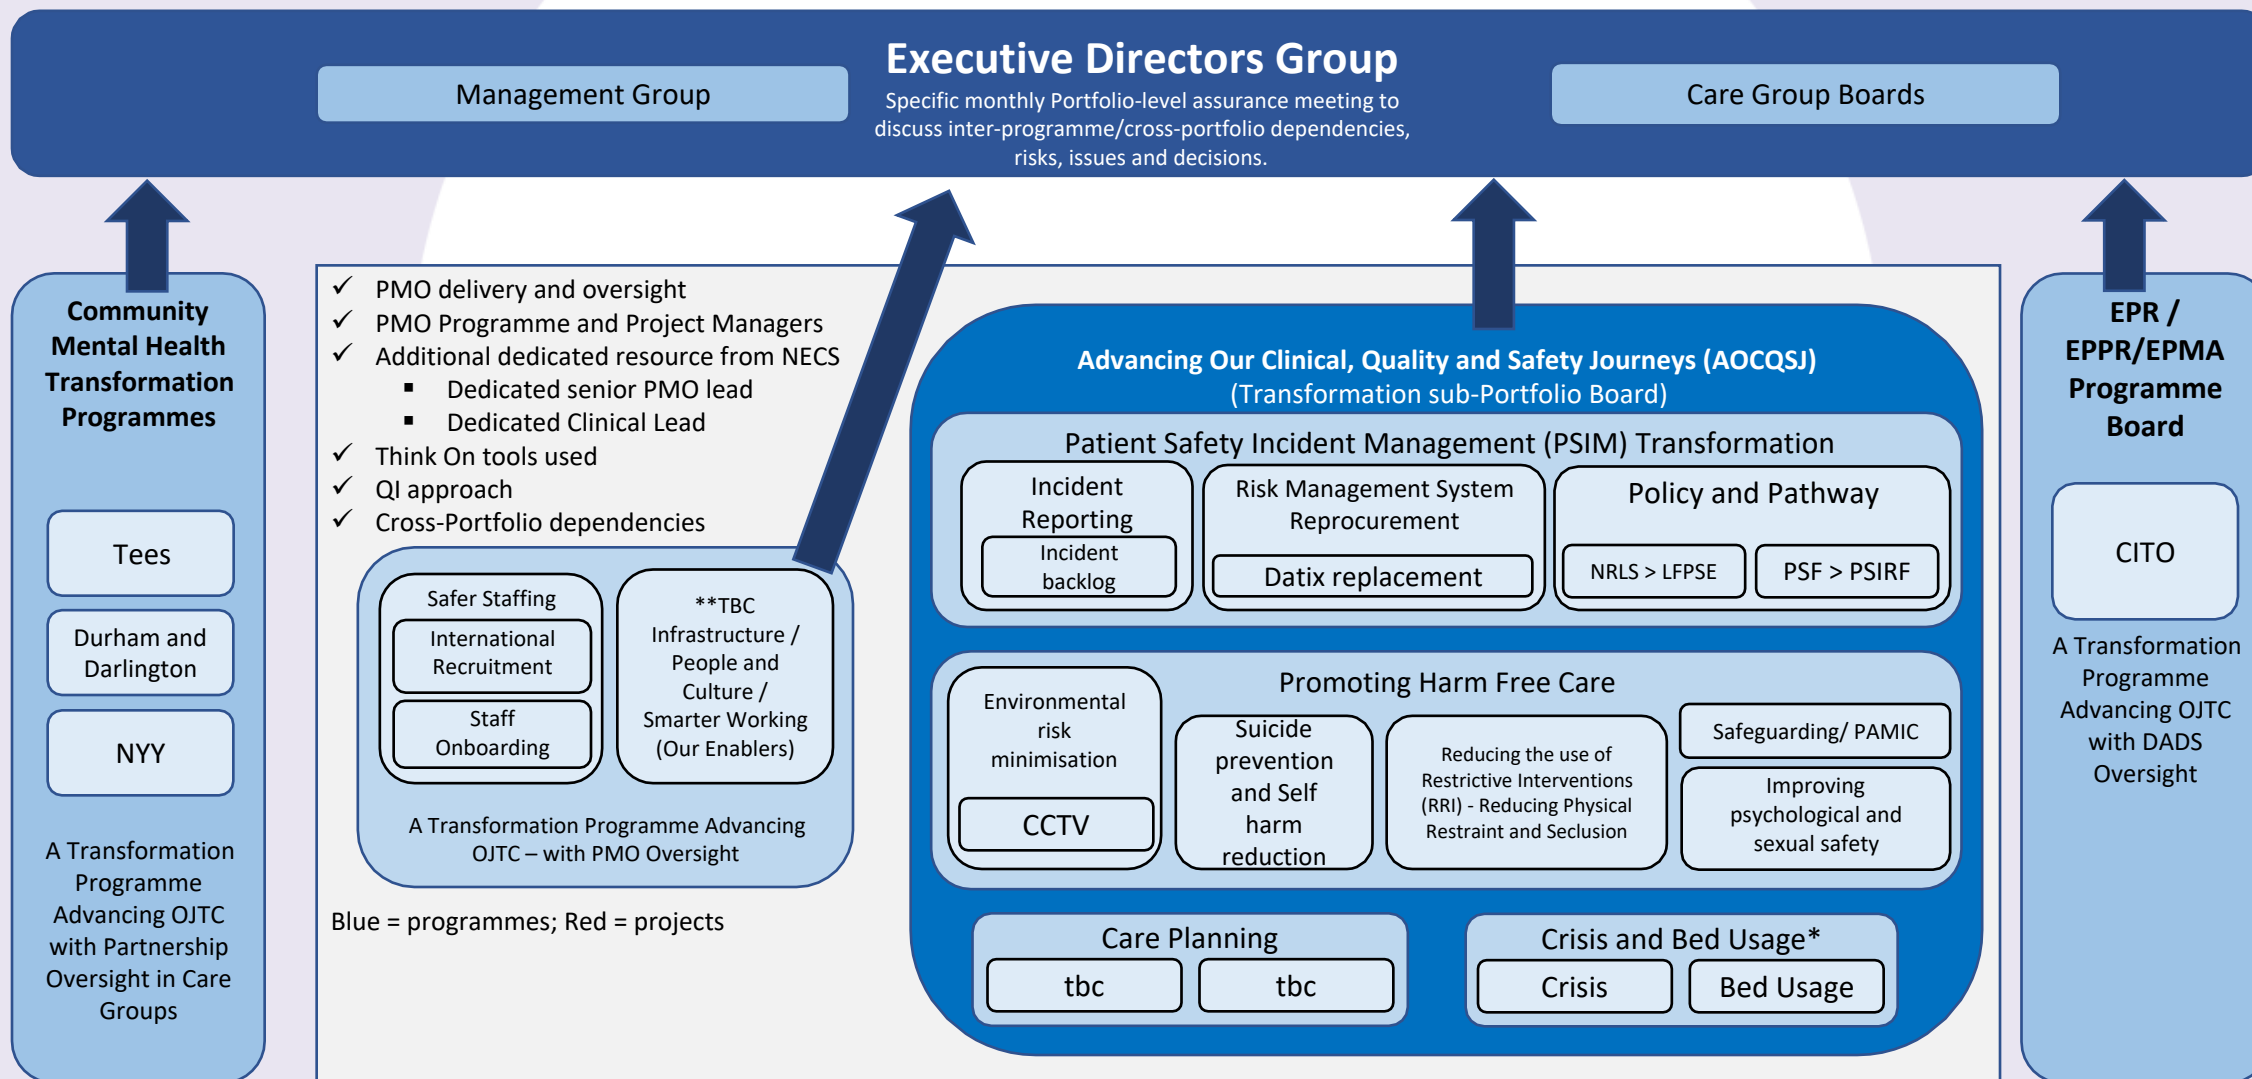 Executive Directors Group
Management Group
Specific monthly Portfolio-level assurance meeting to
discuss inter-programme/cross-portfolio dependencies,
risks, issues and decisions.
Care Group Boards
Community
Mental Health
Transformation
Programmes
Tees
Durham and
Darlington
NYY
A Transformation
Programme
Advancing OJTC
with Partnership
Oversight in Care
Groups
✓ PMO delivery and oversight
✓ PMO Programme and Project Managers
✓ Additional dedicated resource from NECS
▪ Dedicated senior PMO lead
▪ Dedicated Clinical Lead
✓ Think On tools used
✓ QI approach
✓ Cross-Portfolio dependencies
Safer Staffing
International
Recruitment
Staff
Onboarding
**TBC
Infrastructure /
People and
Culture /
Smarter Working
(Our Enablers)
A Transformation Programme Advancing
OJTC – with PMO Oversight
Blue = programmes; Red = projects
Advancing Our Clinical, Quality and Safety Journeys (AOCQSJ)
(Transformation sub-Portfolio Board)
Patient Safety Incident Management (PSIM) Transformation
Incident
Reporting
Incident
backlog
Risk Management System
Reprocurement
Datix replacement
Policy and Pathway
NRLS > LFPSE
PSF > PSIRF
Promoting Harm Free Care
Environmental
risk
minimisation
CCTV
Suicide
prevention
and Self
harm
reduction
Reducing the use of
Restrictive Interventions
(RRI) - Reducing Physical
Restraint and Seclusion
Safeguarding/ PAMIC
Improving
psychological and
sexual safety
Care Planning
tbc
tbc
Crisis and Bed Usage*
Crisis
Bed Usage
EPR /
EPPR/EPMA
Programme
Board
CITO
A Transformation
Programme
Advancing OJTC
with DADS
Oversight